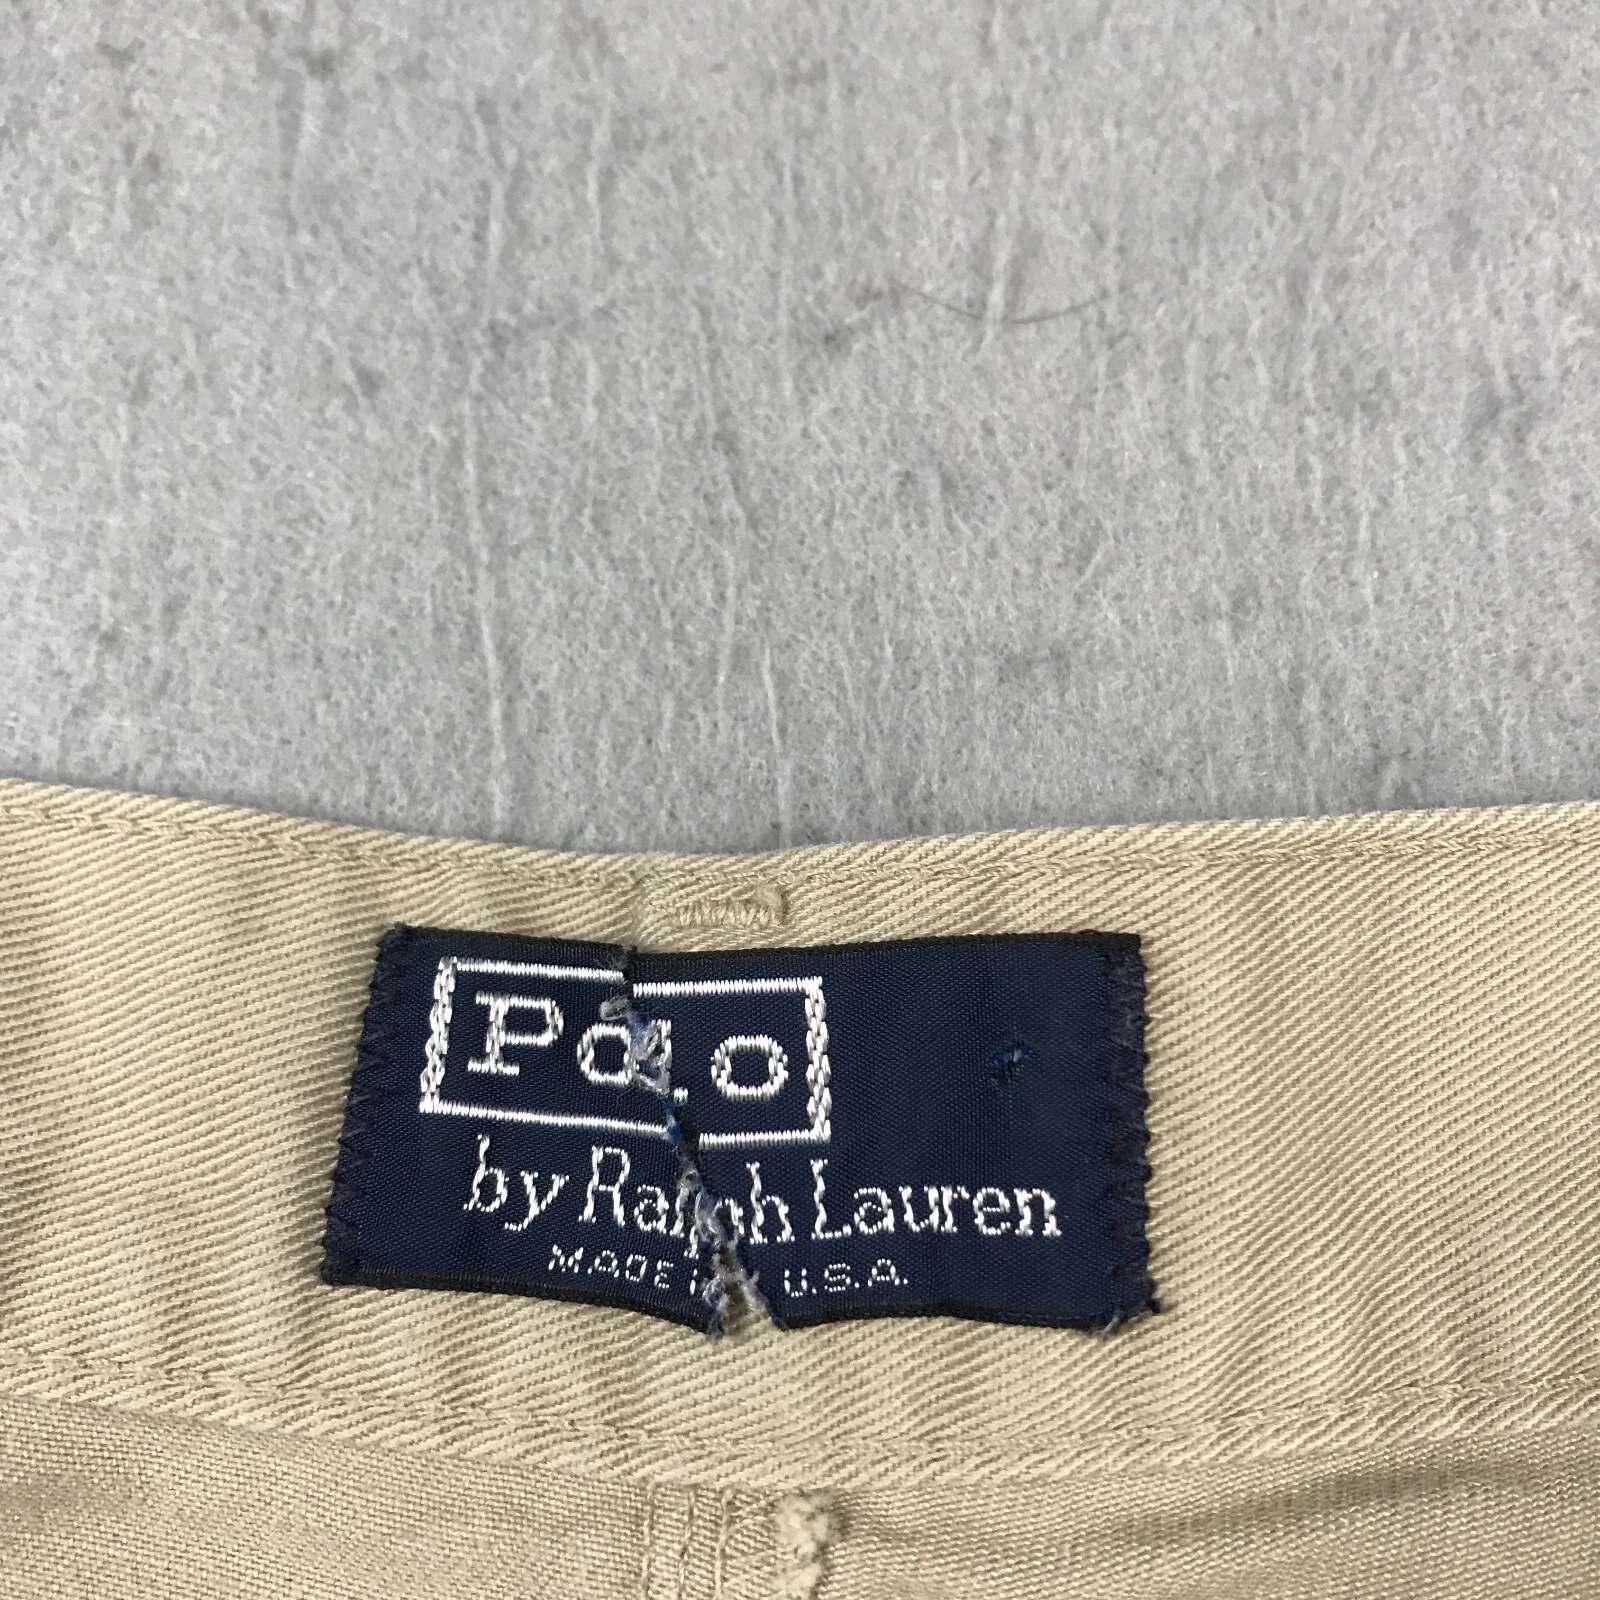 Polo
by Ralph Lauren
MADE IN U.S.A.